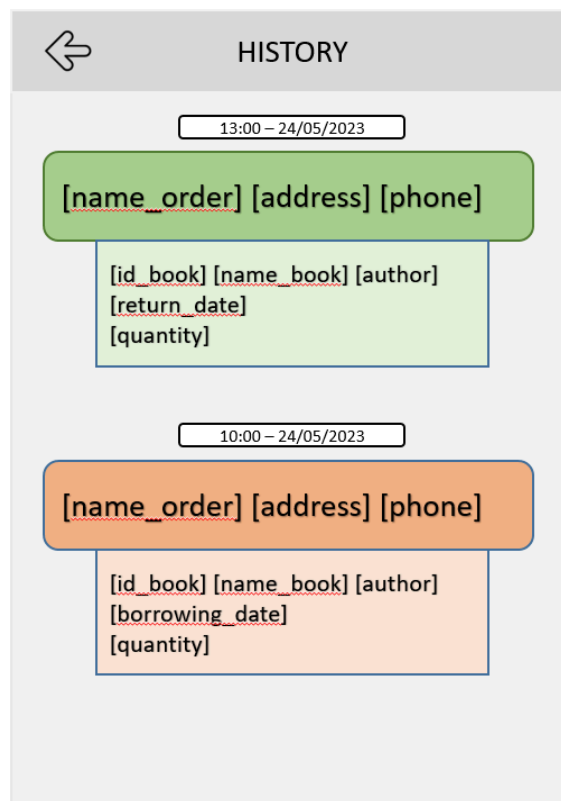 HISTORY
13:00 – 24/05/2023
[name_order] [address] [phone]
[id_book] [name_book] [author]
[return_date]
[quantity]
10:00 – 24/05/2023
[name_order] [address] [phone]
[id_book] [name_book] [author]
[borrowing_date]
[quantity]